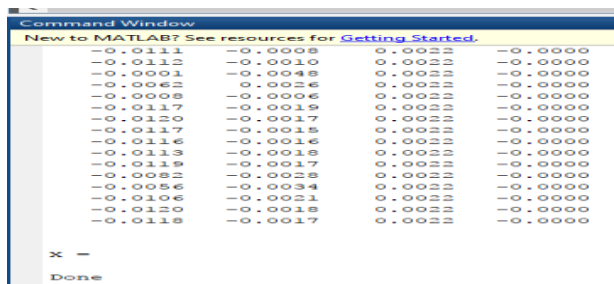 Command Window
New to MATLAB? See resources for Getting Started.
-0.0111 -0.0008 0.0022 -0.0000
-0.0112 -0.0010 0.0022 -0.0000
-0.0001 -0.0048 0.0022 -0.0000
-0.0062 0.0026 0.0022 -0.0000
-0.0008 -0.0006 0.0022 -0.0000
-0.0117 -0.0019 0.0022 -0.0000
-0.0120 -0.0017 0.0022 -0.0000
-0.0117 -0.0015 0.0022 -0.0000
-0.0116 -0.0016 0.0022 -0.0000
-0.0113 -0.0018 0.0022 -0.0000
-0.0119 -0.0017 0.0022 -0.0000
-0.0082 -0.0028 0.0022 -0.0000
-0.0056 -0.0034 0.0022 -0.0000
-0.0106 -0.0021 0.0022 -0.0000
-0.0120 -0.0018 0.0022 -0.0000
-0.0118 -0.0017 0.0022 -0.0000
x =
Done